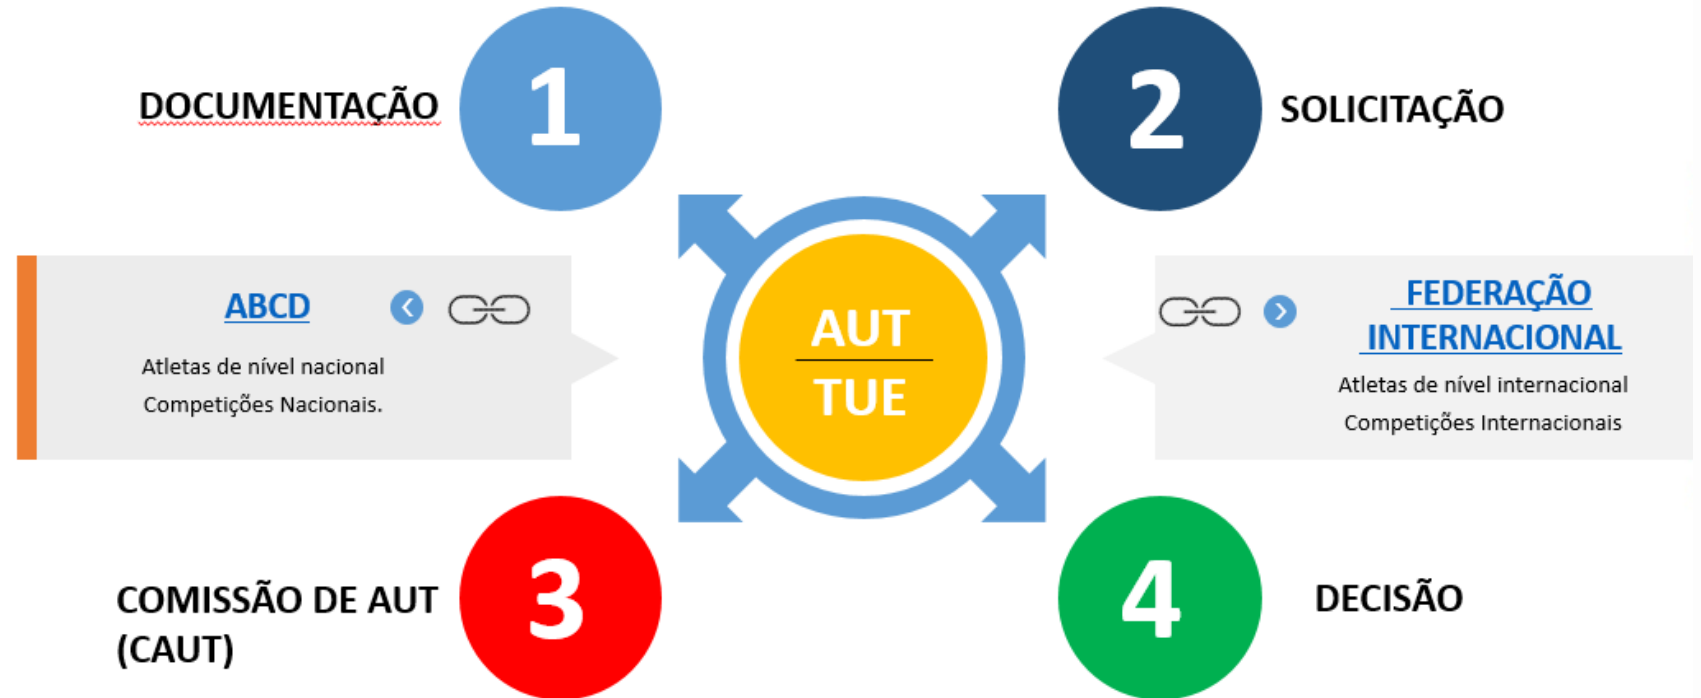 DOCUMENTAÇÃO
1
2
SOLICITAÇÃO
ABCD
Atletas de nível nacional
Competições Nacionais.
AUT
TUE
FEDERAÇÃO
INTERNACIONAL
Atletas de nível internacional
Competições Internacionais
COMISSÃO DE AUT
(CAUT)
3
4
DECISÃO